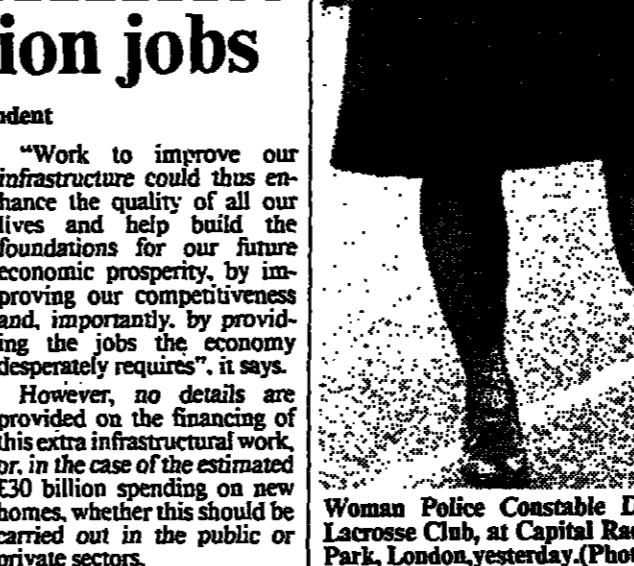 ion jobs
ndent
"Work to improve our
infrastructure could thus en-
hance the quality of all our
lives and help build the
foundations for our future
economic prosperity, by im-
proving our competitiveness
and, importantly, by provid-
ing the jobs the economy
desperately requires", it says.
However, no details are
provided on the financing of
this extra infrastructural work,
or, in the case of the estimated
£30 billion spending on new
homes, whether this should be
carried out in the public or
private sectors.
Woman Police Constable D
Lacrosse Club, at Capital Rad
Park, London,yesterday.(Phot